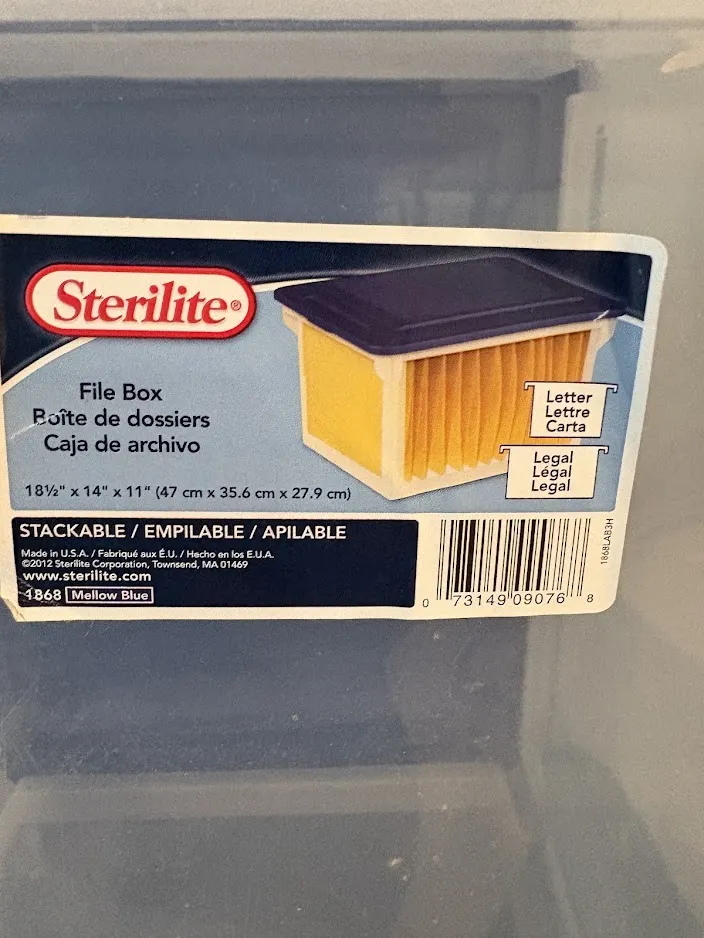 Sterilite®
File Box
Boîte de dossiers
Caja de archivo
18½" x 14" x 11" (47 cm x 35.6 cm x 27.9 cm)
Letter
Lettre
Carta
Legal
Légal
Legal
STACKABLE / EMPILABLE / APILABLE
Made in U.S.A. / Fabriqué aux É.U. / Hecho en los E.U.A.
©2012 Sterilite Corporation, Townsend, MA 01469
www.sterilite.com
1868 Mellow Blue
0 73149 09076 8
1868LAB3H